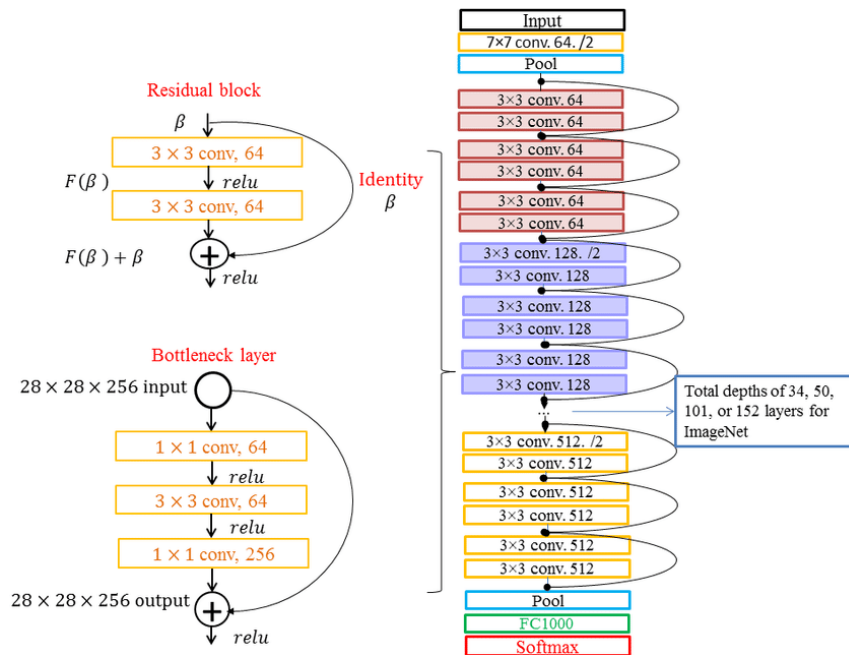 Residual block
β
3 × 3 conv, 64
F(β)
relu
3 × 3 conv, 64
Identity
β
F(β) + β
+
relu
Bottleneck layer
28 × 28 × 256 input
1 × 1 conv, 64
relu
3 × 3 conv, 64
relu
1 × 1 conv, 256
28 × 28 × 256 output
+
relu
Input
7×7 conv. 64. /2
Pool
3×3 conv. 64
3×3 conv. 64
3×3 conv. 64
3×3 conv. 64
3×3 conv. 64
3×3 conv. 64
3×3 conv. 128. /2
3×3 conv. 128
3×3 conv. 128
3×3 conv. 128
3×3 conv. 128
3×3 conv. 128
...
3×3 conv. 512. /2
3×3 conv. 512
3×3 conv. 512
3×3 conv. 512
3×3 conv. 512
3×3 conv. 512
Pool
FC1000
Softmax
Total depths of 34, 50,
101, or 152 layers for
ImageNet